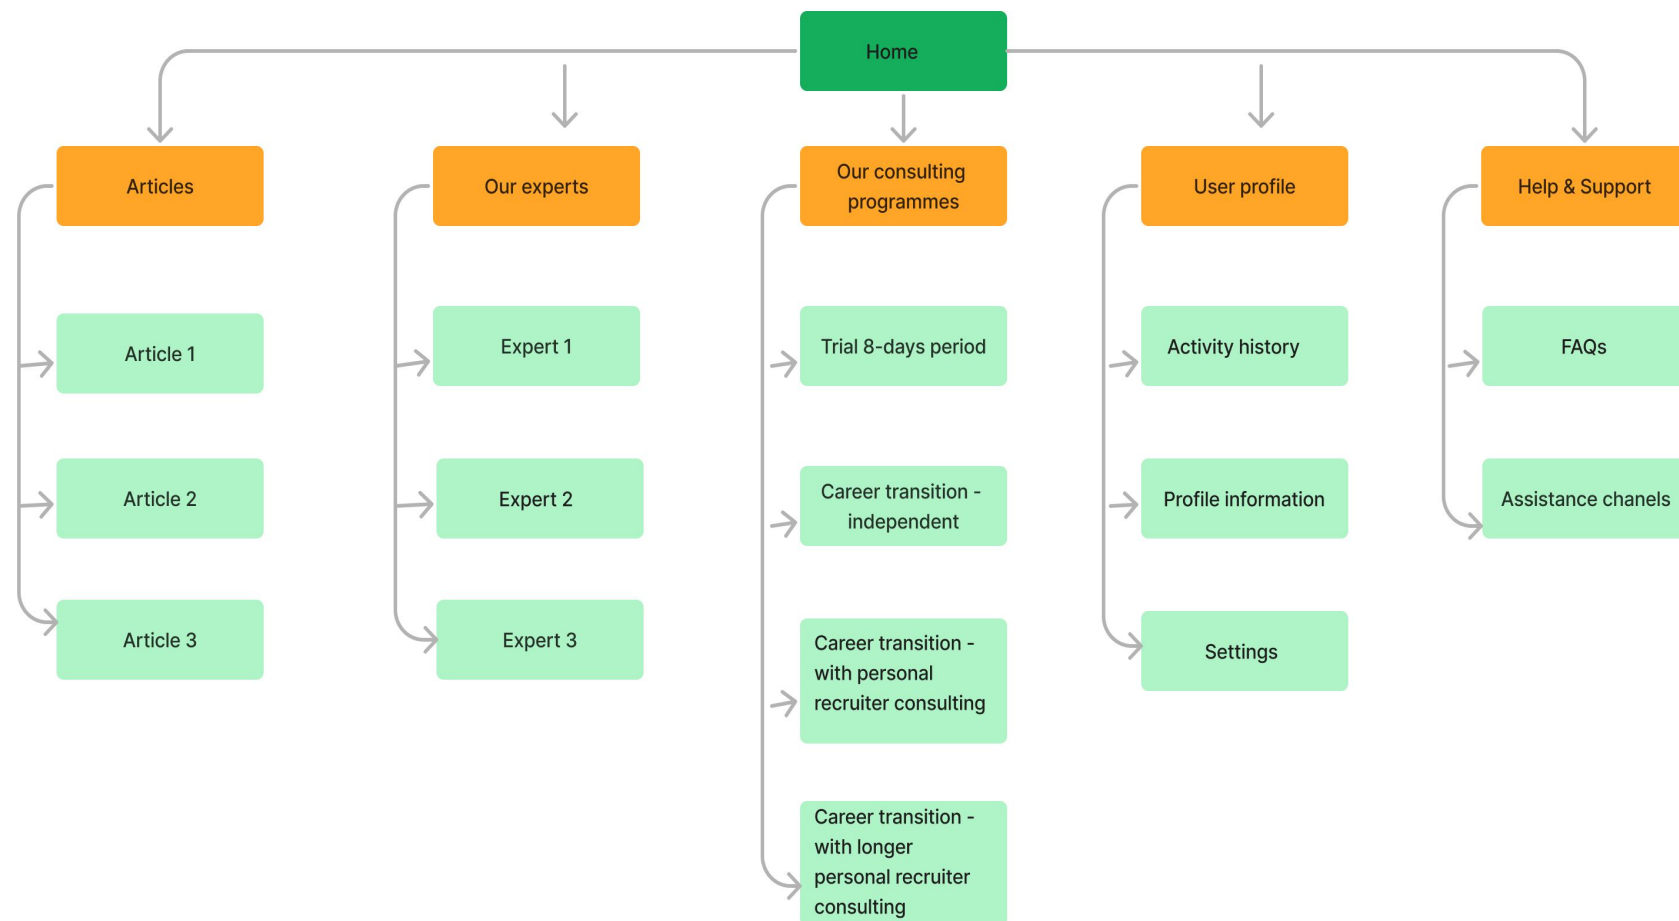 Home
Articles
Our experts
Our consulting
programmes
User profile
Help & Support
Article 1
Expert 1
Trial 8-days period
Activity history
FAQs
Article 2
Expert 2
Career transition -
independent
Profile information
Assistance chanels
Article 3
Expert 3
Career transition -
with personal
recruiter consulting
Settings
Career transition -
with longer
personal recruiter
consulting